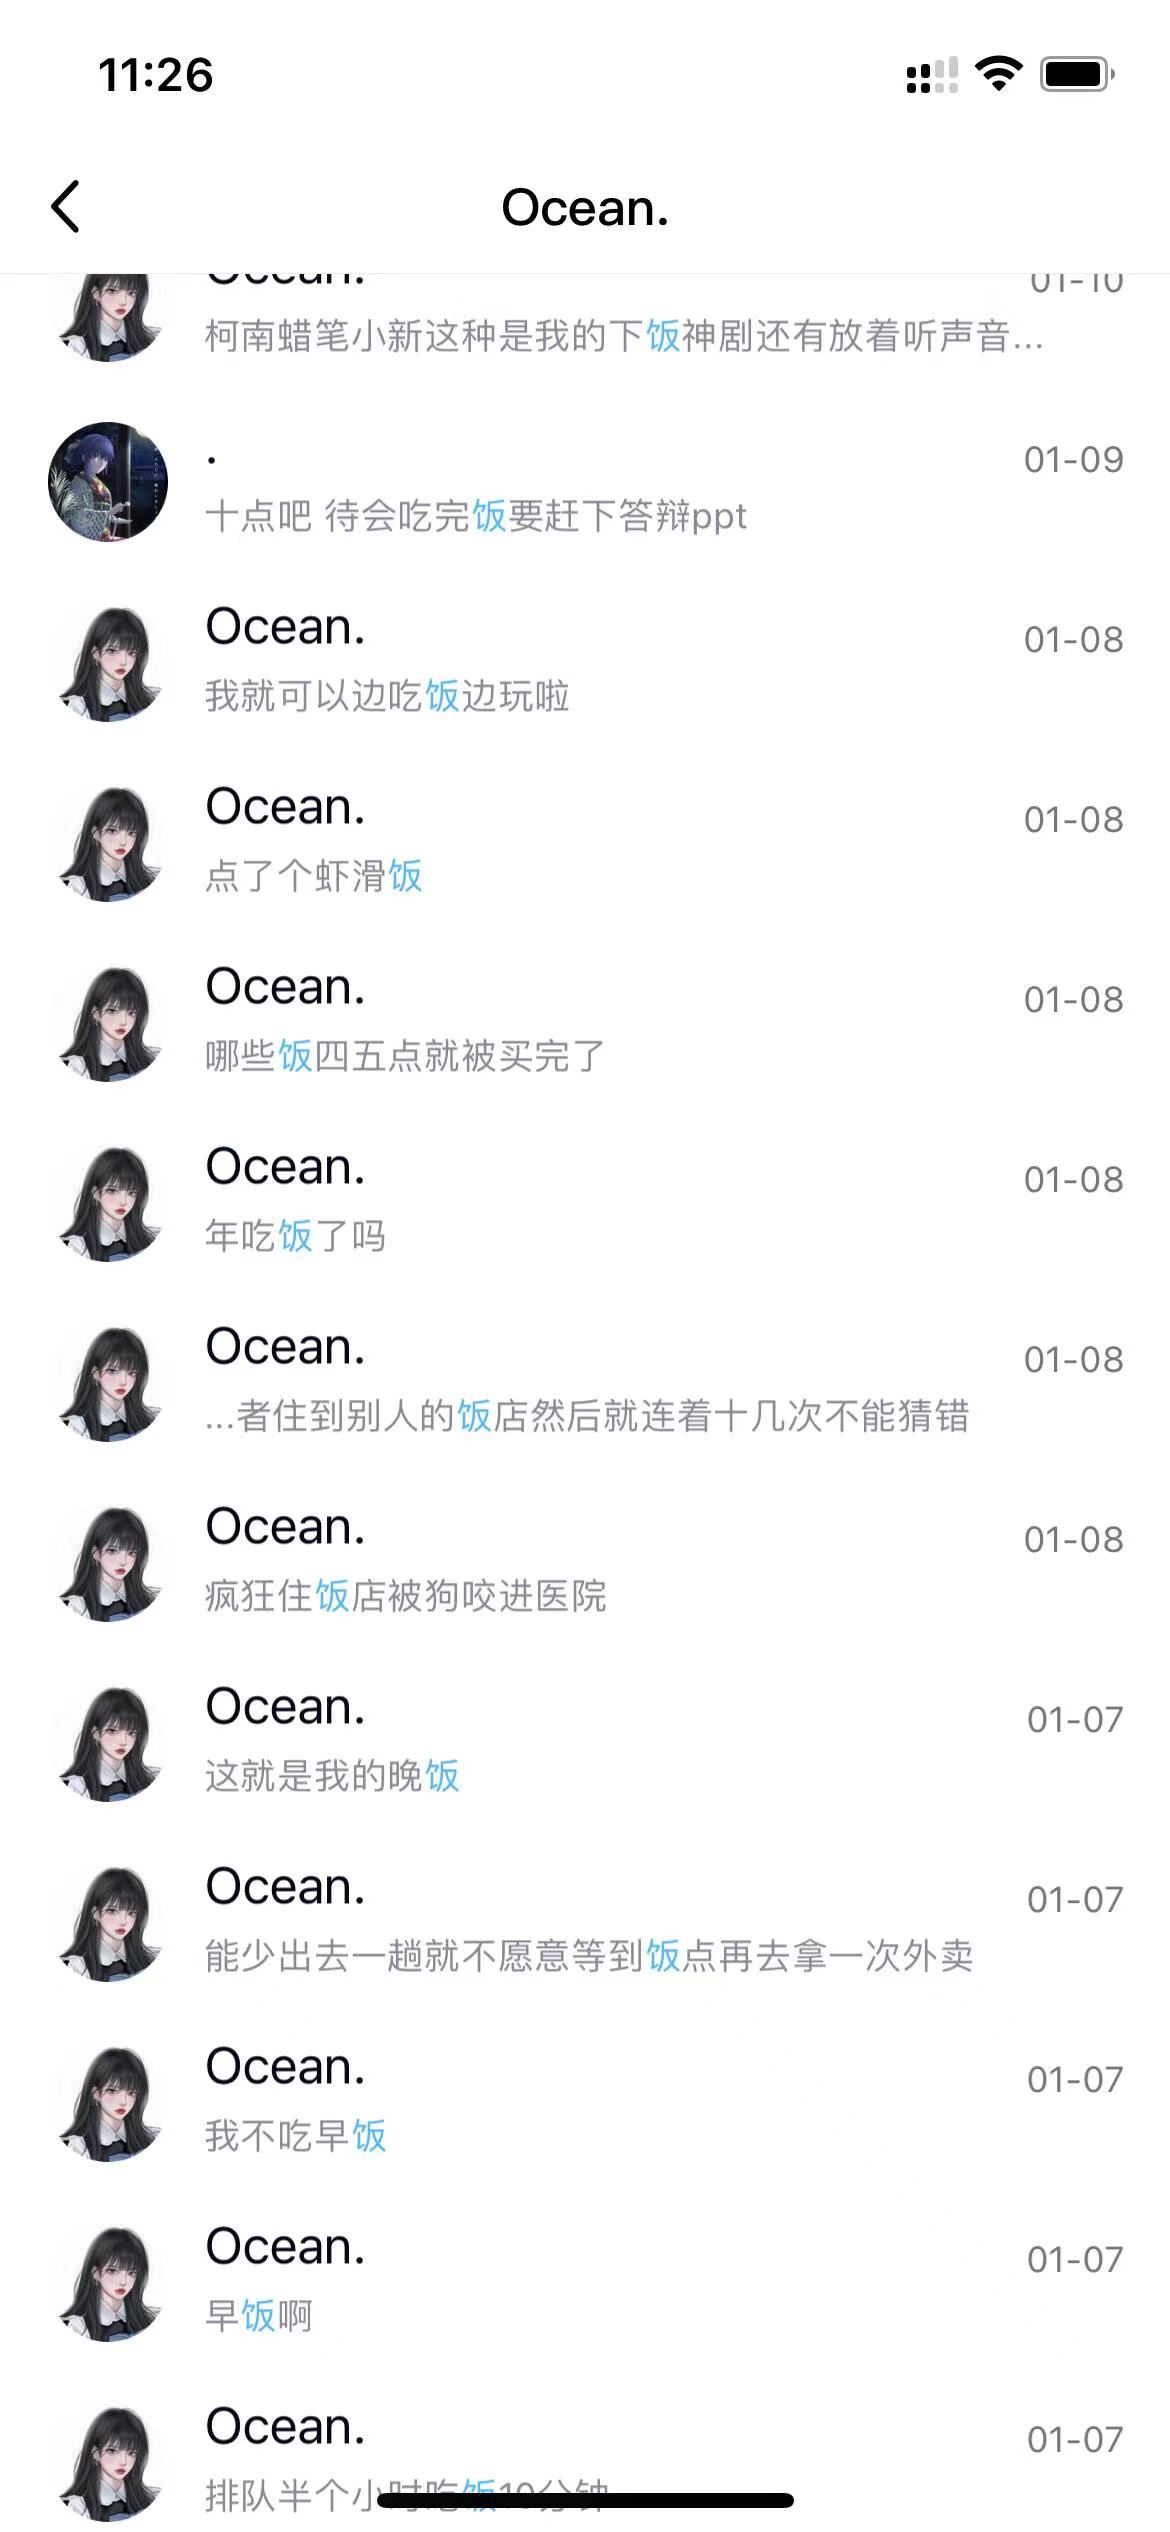 11:26
Ocean.
Ocean.
01-10
柯南蜡笔小新这种是我的下饭神剧还有放着听声音...
.
01-09
十点吧 待会吃完饭要赶下答辩ppt
Ocean.
01-08
我就可以边吃饭边玩啦
Ocean.
01-08
点了个虾滑饭
Ocean.
01-08
哪些饭四五点就被买完了
Ocean.
01-08
年吃饭了吗
Ocean.
01-08
...者住到别人的饭店然后就连着十几次不能猜错
Ocean.
01-08
疯狂住饭店被狗咬进医院
Ocean.
01-07
这就是我的晚饭
Ocean.
01-07
能少出去一趟就不愿意等到饭点再去拿一次外卖
Ocean.
01-07
我不吃早饭
Ocean.
01-07
早饭啊
Ocean.
01-07
排队半个小时吃饭10分钟